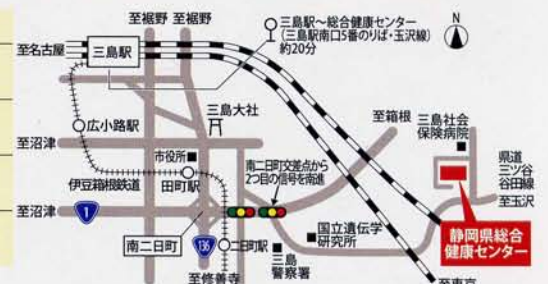 至裾野
至裾野
三島駅～総合健康センター
(三島駅南口5番のりば・玉沢線)
約20分
N
至名古屋
三島駅
広小路駅
三島大社
至箱根
三島社会
保険病院
至沼津
市役所
南二日町交差点から
2つ目の信号を南進
県道
三ツ谷
谷田線
伊豆箱根鉄道
田町駅
至玉沢
至沼津
1
南二日町
136
二日町駅
国立遺伝学
研究所
静岡県総合
健康センター
三島
警察署
至修善寺
至東京